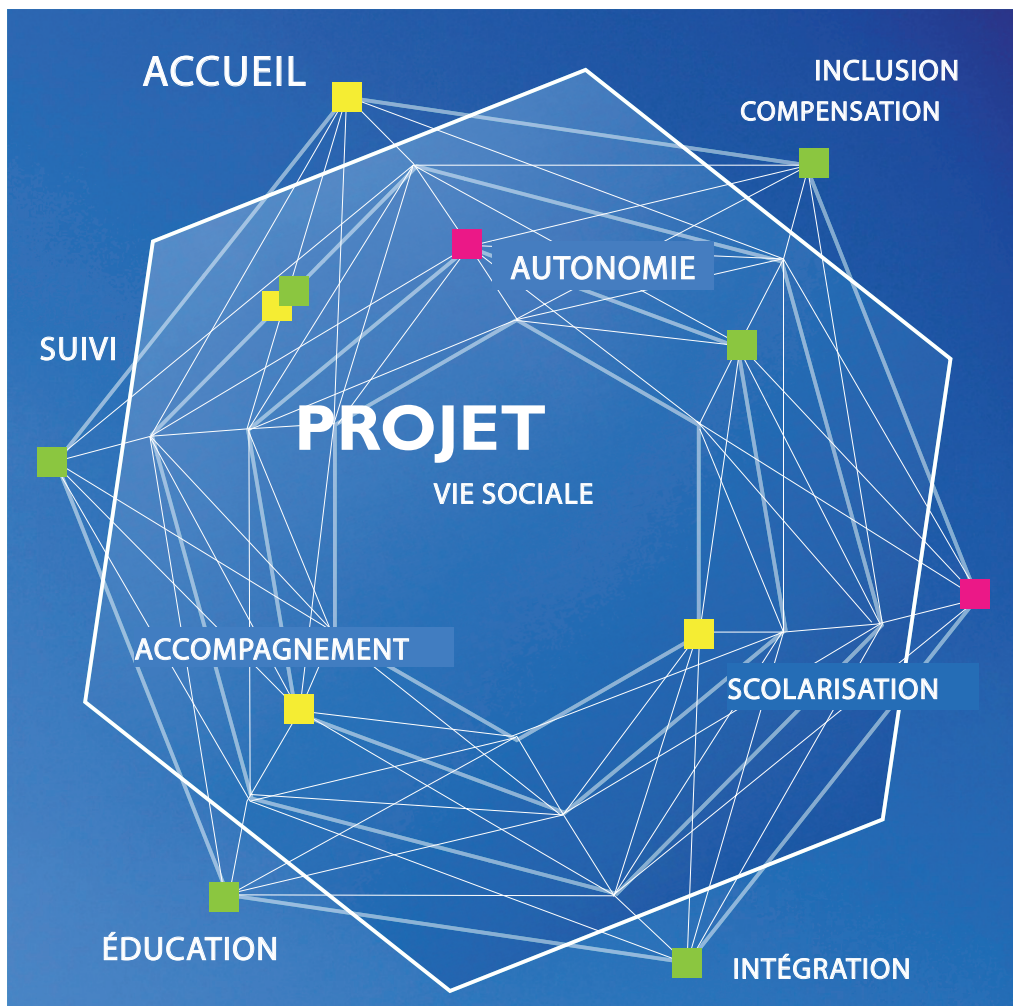 ACCUEIL
INCLUSION
COMPENSATION
AUTONOMIE
SUIVI
PROJET
VIE SOCIALE
ACCOMPAGNEMENT
SCOLARISATION
ÉDUCATION
INTÉGRATION